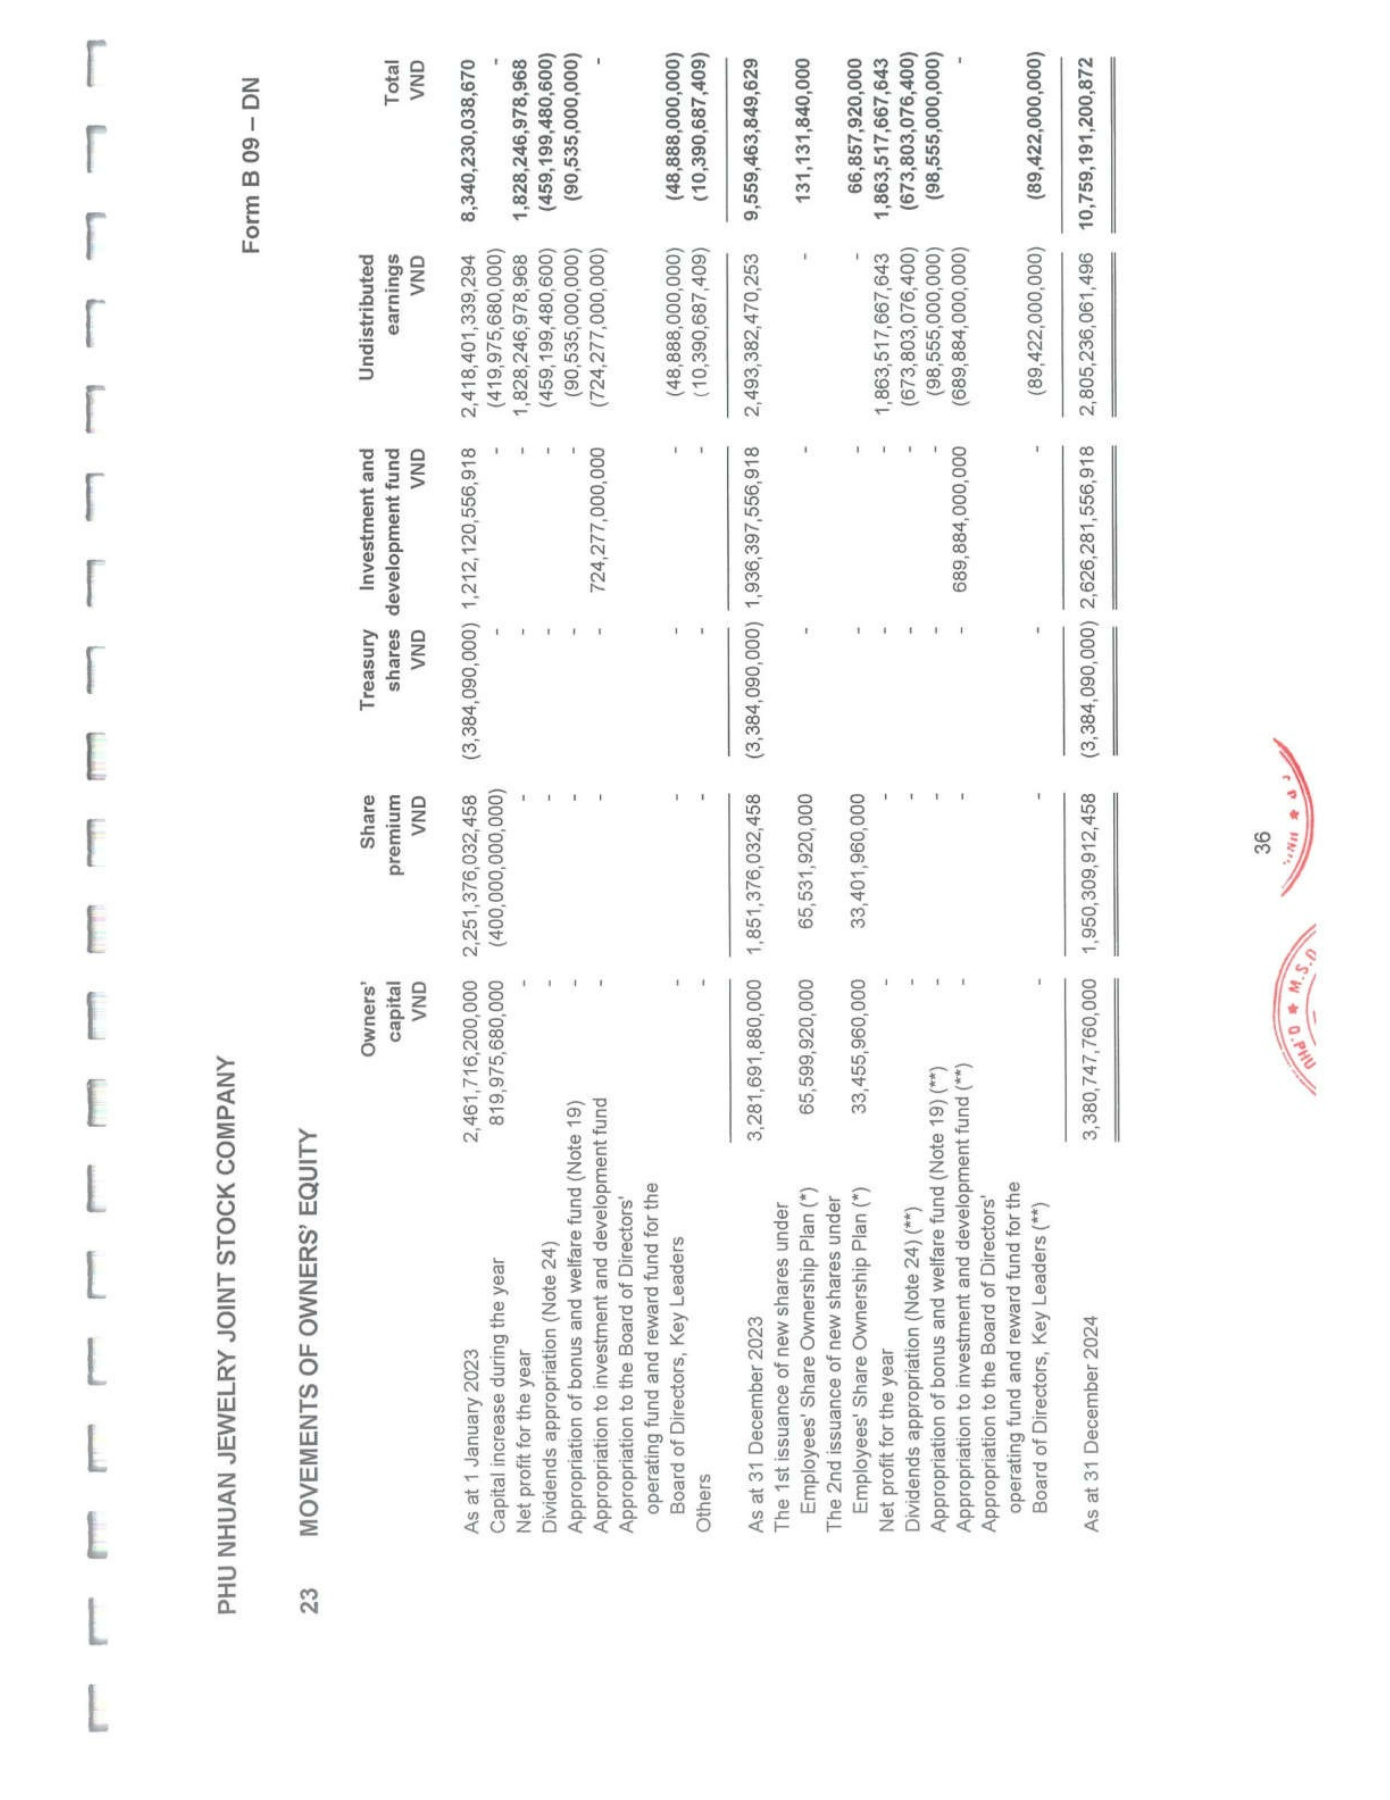 PHU NHUAN JEWELRY JOINT STOCK COMPANY
Form B 09 – DN
23 MOVEMENTS OF OWNERS' EQUITY
Owners' Share Treasury Investment and Undistributed
capital premium shares development fund earnings Total
VND VND VND VND VND VND
As at 1 January 2023 2,461,716,200,000 2,251,376,032,458 (3,384,090,000) 1,212,120,556,918 2,418,401,339,294 8,340,230,038,670
Capital increase during the year 819,975,680,000 (400,000,000,000) - - (419,975,680,000) -
Net profit for the year - - - - 1,828,246,978,968 1,828,246,978,968
Dividends appropriation (Note 24) - - - - (459,199,480,600) (459,199,480,600)
Appropriation of bonus and welfare fund (Note 19) - - - - (90,535,000,000) (90,535,000,000)
Appropriation to investment and development fund - - - 724,277,000,000 (724,277,000,000) -
Appropriation to the Board of Directors'
operating fund and reward fund for the
Board of Directors, Key Leaders - - - - (48,888,000,000) (48,888,000,000)
Others - - - - (10,390,687,409) (10,390,687,409)
As at 31 December 2023 3,281,691,880,000 1,851,376,032,458 (3,384,090,000) 1,936,397,556,918 2,493,382,470,253 9,559,463,849,629
The 1st issuance of new shares under
Employees' Share Ownership Plan (*) 65,599,920,000 65,531,920,000 - - - 131,131,840,000
The 2nd issuance of new shares under
Employees' Share Ownership Plan (*) 33,455,960,000 33,401,960,000 - - - 66,857,920,000
Net profit for the year - - - - 1,863,517,667,643 1,863,517,667,643
Dividends appropriation (Note 24) (**) - - - - (673,803,076,400) (673,803,076,400)
Appropriation of bonus and welfare fund (Note 19) (**) - - - - (98,555,000,000) (98,555,000,000)
Appropriation to investment and development fund (**) - - - 689,884,000,000 (689,884,000,000) -
Appropriation to the Board of Directors'
operating fund and reward fund for the
Board of Directors, Key Leaders (**) - - - - (89,422,000,000) (89,422,000,000)
As at 31 December 2024 3,380,747,760,000 1,950,309,912,458 (3,384,090,000) 2,626,281,556,918 2,805,236,061,496 10,759,191,200,872
36
M.S.D